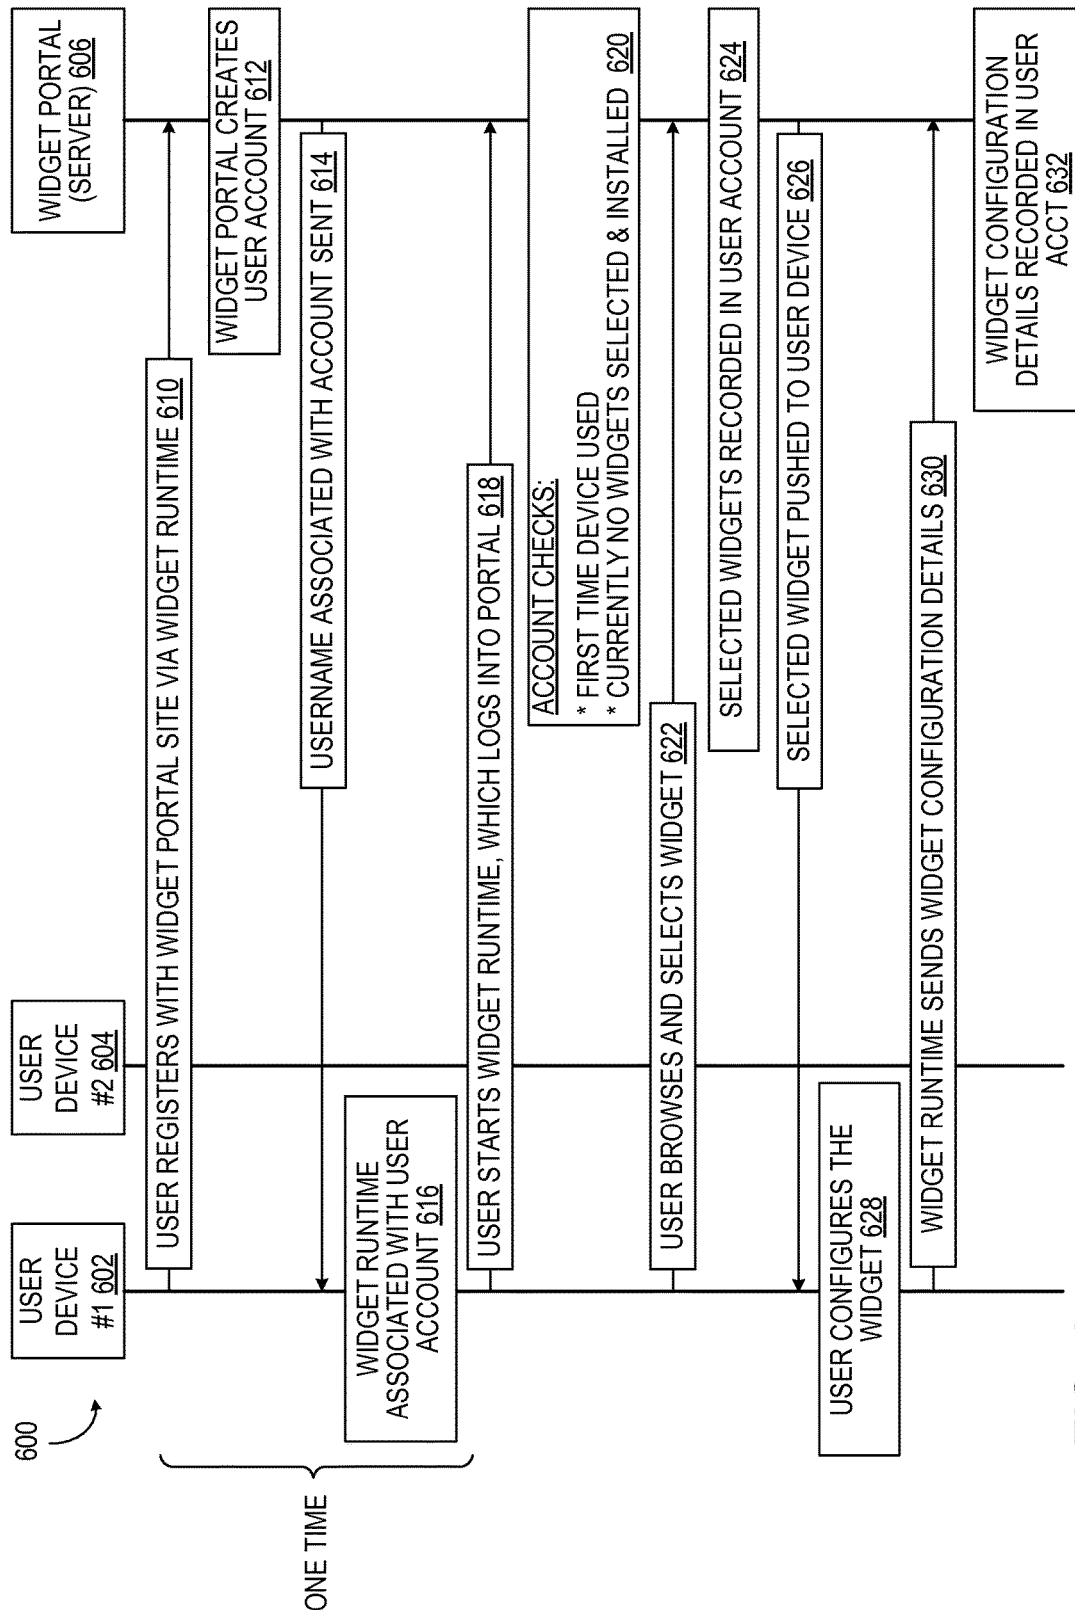 600
USER
DEVICE
#1 602
USER
DEVICE
#2 604
WIDGET PORTAL
(SERVER) 606
ONE TIME
USER REGISTERS WITH WIDGET PORTAL SITE VIA WIDGET RUNTIME 610
WIDGET PORTAL CREATES
USER ACCOUNT 612
USERNAME ASSOCIATED WITH ACCOUNT SENT 614
WIDGET RUNTIME
ASSOCIATED WITH USER
ACCOUNT 616
USER STARTS WIDGET RUNTIME, WHICH LOGS INTO PORTAL 618
ACCOUNT CHECKS:
* FIRST TIME DEVICE USED
* CURRENTLY NO WIDGETS SELECTED & INSTALLED 620
USER BROWSES AND SELECTS WIDGET 622
SELECTED WIDGETS RECORDED IN USER ACCOUNT 624
SELECTED WIDGET PUSHED TO USER DEVICE 626
USER CONFIGURES THE
WIDGET 628
WIDGET RUNTIME SENDS WIDGET CONFIGURATION DETAILS 630
WIDGET CONFIGURATION
DETAILS RECORDED IN USER
ACCT 632